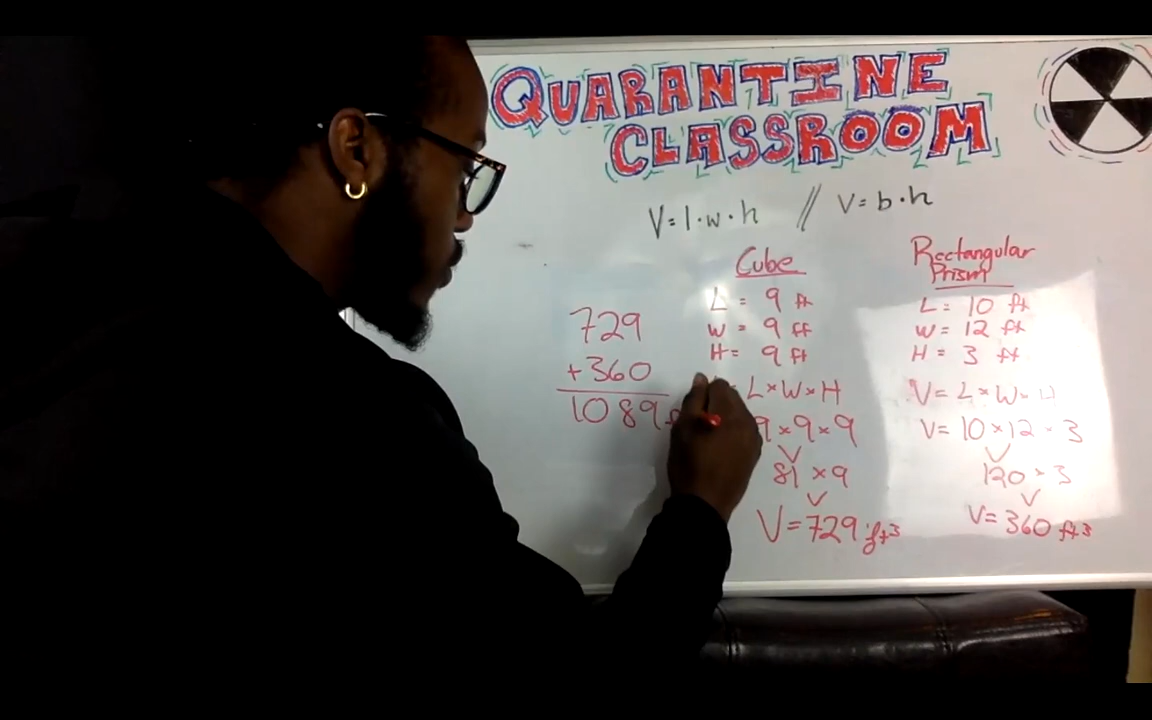 QUARANTINE
CLASSROOM
V=l·w·h // V=b·h
Cube
L = 9 ft
W = 9 ft
H = 9 ft
= L×W×H
9×9×9
81×9
V=729 ft³
Rectangular
Prism
L= 10 ft
W= 12 ft
H = 3 ft
V= L×W×H
V= 10×12×3
120×3
V= 360 ft³
729
+360
1089